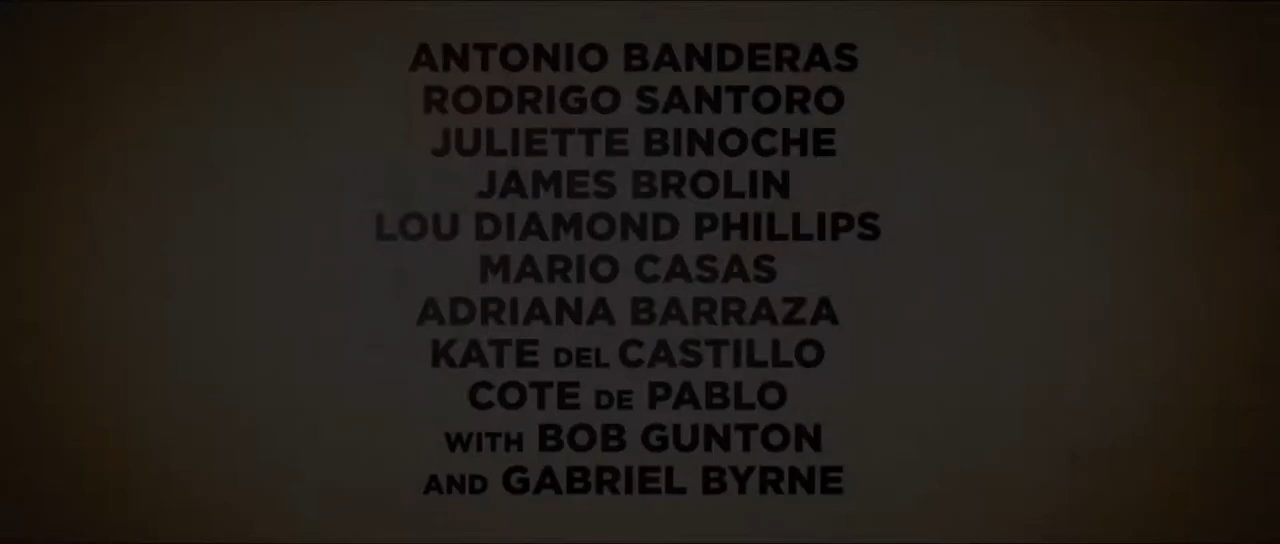 ANTONIO BANDERAS
RODRIGO SANTORO
JULIETTE BINOCHE
JAMES BROLIN
LOU DIAMOND PHILLIPS
MARIO CASAS
ADRIANA BARRAZA
KATE DEL CASTILLO
COTE DE PABLO
WITH BOB GUNTON
AND GABRIEL BYRNE